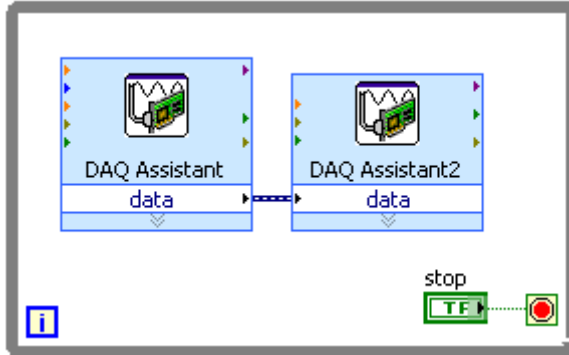 DAQ Assistant
data
DAQ Assistant2
data
stop
TF
i